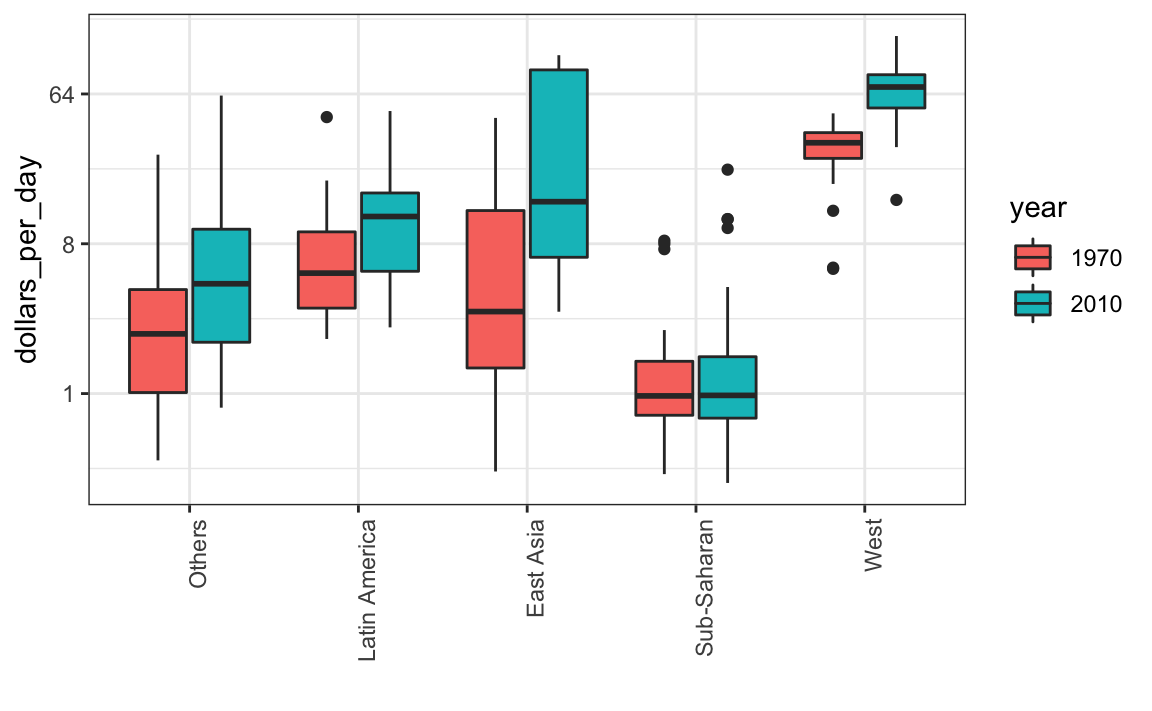 dollars_per_day
64
8
1
Others
Latin America
East Asia
Sub-Saharan
West
year
1970
2010